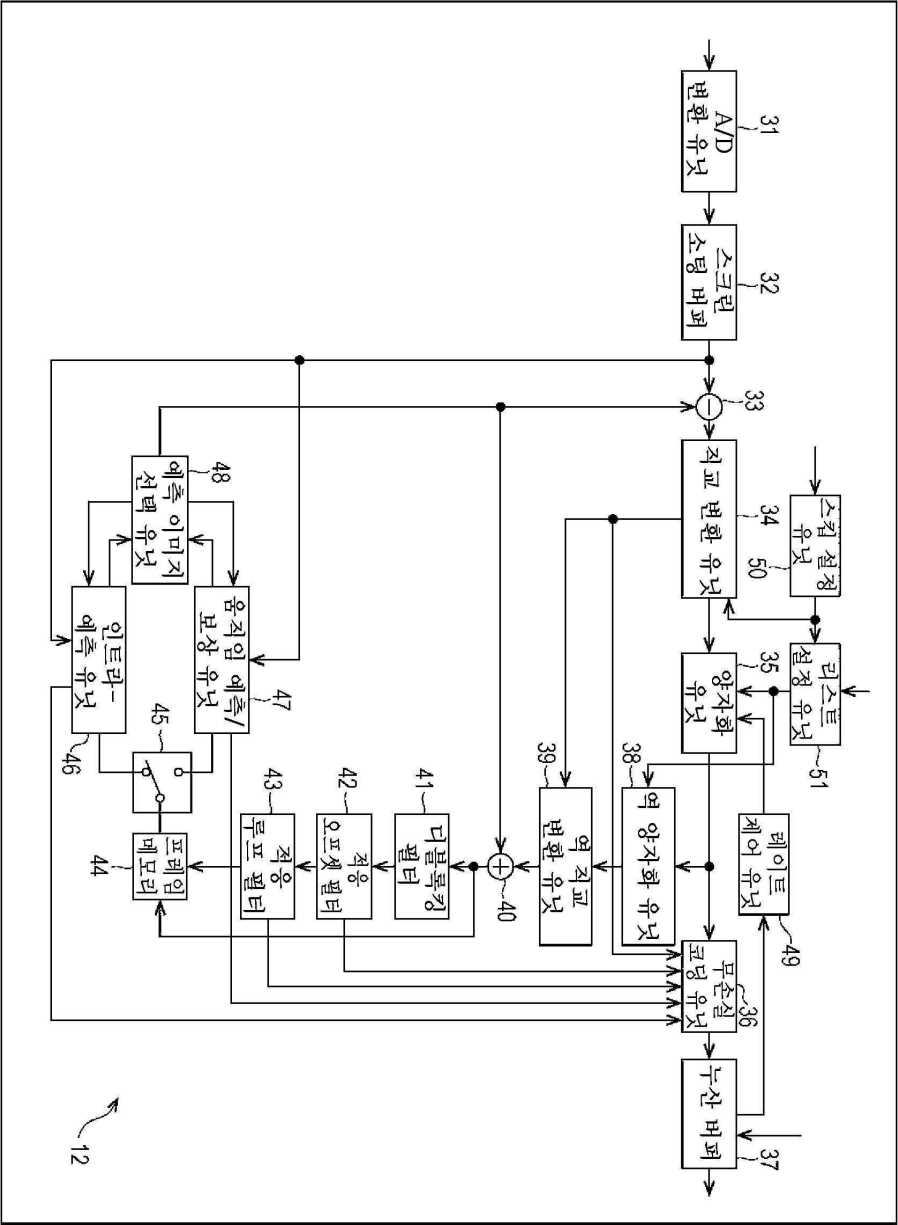 스킵 설정
유닛
50
리스트
설정 유닛
51
레이트
제어 유닛
49
31
A/D
변환 유닛
32
스크린
소팅 버퍼
33
−
34
직교 변환 유닛
35
양자화
유닛
36
무손실
코딩 유닛
37
누산 버퍼
38
역 양자화 유닛
39
역 직교
변환 유닛
+
40
41
디블록킹
필터
42
적응
오프셋 필터
43
적응
루프 필터
44
프레임
메모리
45
46
인트라-
예측 유닛
47
움직임 예측/
보상 유닛
48
예측 이미지
선택 유닛
12